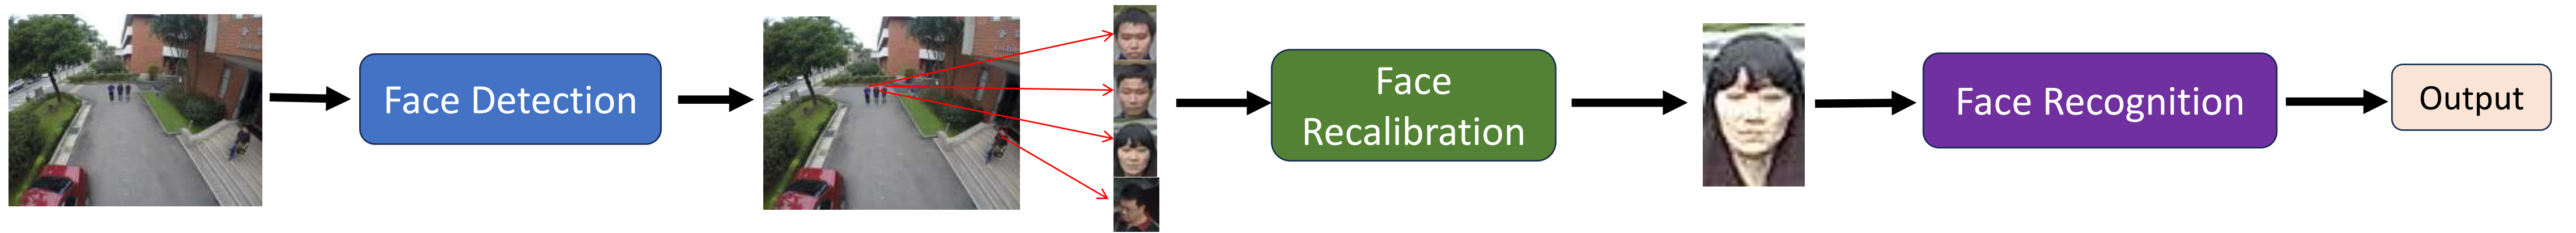 Face Detection
Face
Recalibration
Face Recognition
Output